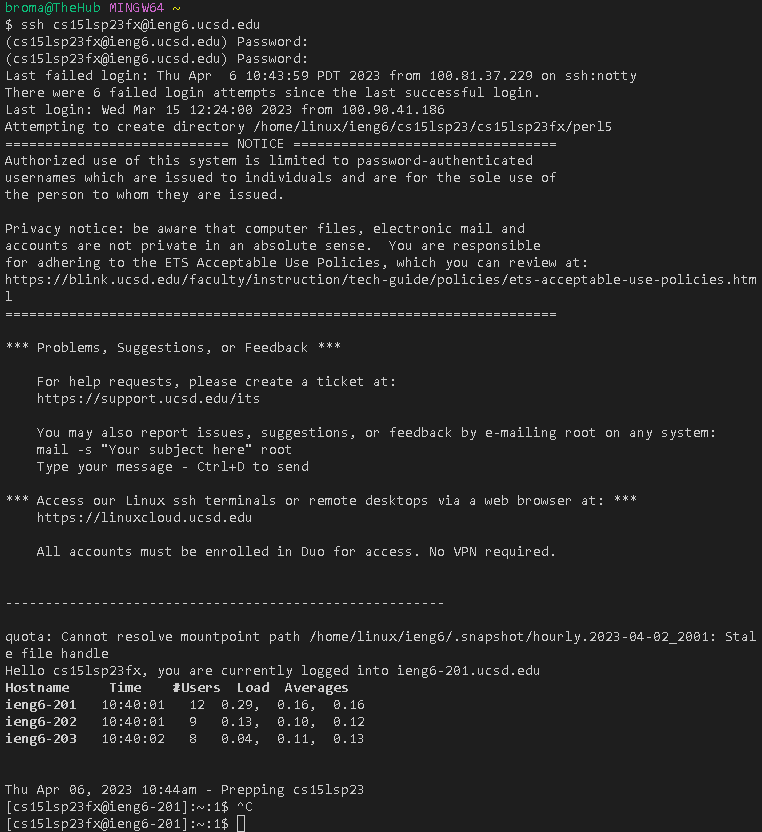 broma@TheHub MINGW64 ~
$ ssh cs15lsp23fx@ieng6.ucsd.edu
(cs15lsp23fx@ieng6.ucsd.edu) Password:
(cs15lsp23fx@ieng6.ucsd.edu) Password:
Last failed login: Thu Apr  6 10:43:59 PDT 2023 from 100.81.37.229 on ssh:notty
There were 6 failed login attempts since the last successful login.
Last login: Wed Mar 15 12:24:00 2023 from 100.90.41.186
Attempting to create directory /home/linux/ieng6/cs15lsp23/cs15lsp23fx/perl5
============================ NOTICE =================================
Authorized use of this system is limited to password-authenticated
usernames which are issued to individuals and are for the sole use of
the person to whom they are issued.

Privacy notice: be aware that computer files, electronic mail and
accounts are not private in an absolute sense.  You are responsible
for adhering to the ETS Acceptable Use Policies, which you can review at:
https://blink.ucsd.edu/faculty/instruction/tech-guide/policies/ets-acceptable-use-policies.htm
l
=====================================================================

*** Problems, Suggestions, or Feedback ***

    For help requests, please create a ticket at:
    https://support.ucsd.edu/its

    You may also report issues, suggestions, or feedback by e-mailing root on any system:
    mail -s "Your subject here" root
    Type your message - Ctrl+D to send

*** Access our Linux ssh terminals or remote desktops via a web browser at: ***
    https://linuxcloud.ucsd.edu

    All accounts must be enrolled in Duo for access. No VPN required.

-------------------------------------------------------

quota: Cannot resolve mountpoint path /home/linux/ieng6/.snapshot/hourly.2023-04-02_2001: Stal
e file handle
Hello cs15lsp23fx, you are currently logged into ieng6-201.ucsd.edu
Hostname     Time    #Users  Load  Averages
ieng6-201   10:40:01   12  0.29,  0.16,  0.16
ieng6-202   10:40:01   9   0.13,  0.10,  0.12
ieng6-203   10:40:02   8   0.04,  0.11,  0.13

Thu Apr 06, 2023 10:44am - Prepping cs15lsp23
[cs15lsp23fx@ieng6-201]:~:1$ ^C
[cs15lsp23fx@ieng6-201]:~:1$